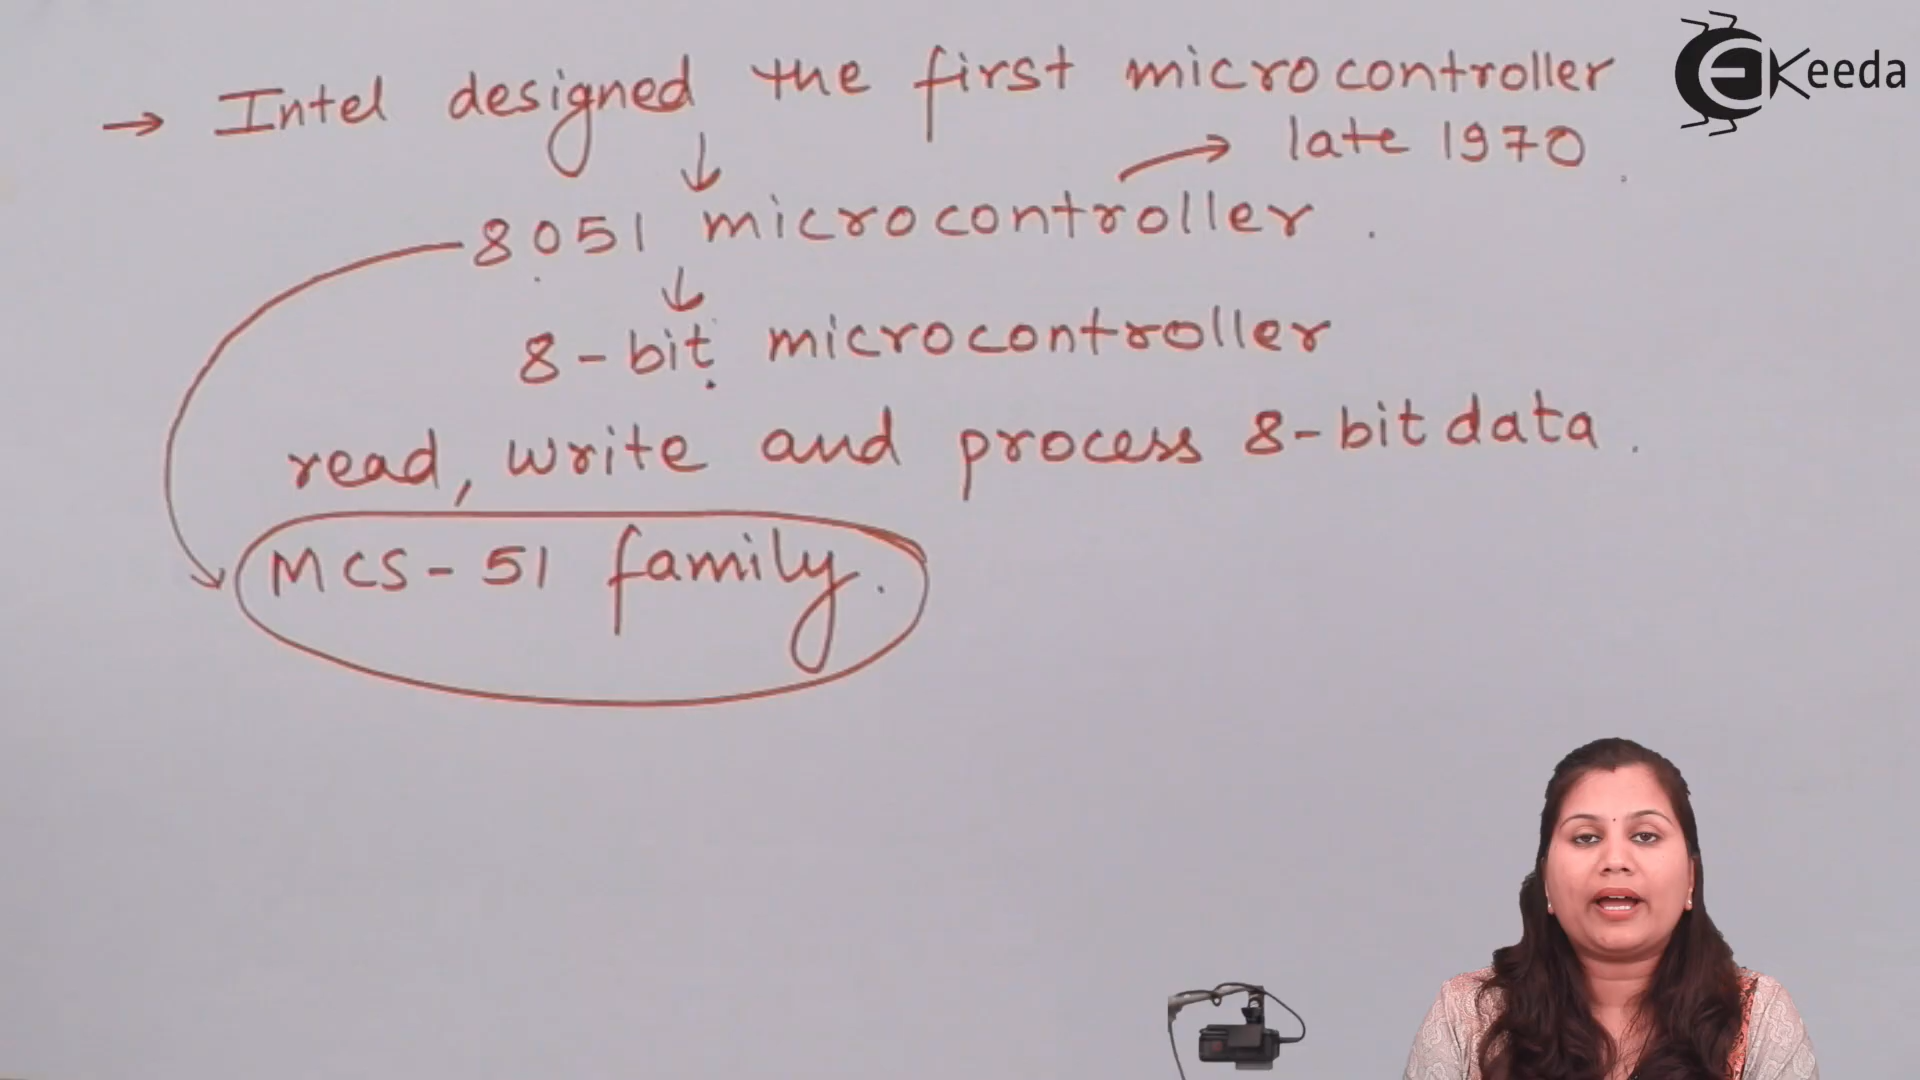 → Intel designed the first microcontroller
EKeeda
↓ → late 1970
8051 microcontroller.
↓
8-bit microcontroller
read, write and process 8-bit data.
MCS-51 family.